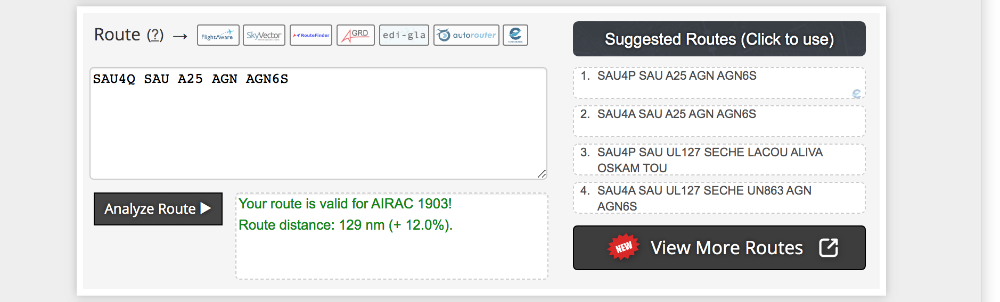 Route (?) →
FlightAware
SkyVector
Aeronautical Charts
RouteFinder
GRD
edi-gla
autorouter
EUROCONTROL
SAU4Q SAU A25 AGN AGN6S
Analyze Route
Your route is valid for AIRAC 1903!
Route distance: 129 nm (+ 12.0%).
Suggested Routes (Click to use)
1. SAU4P SAU A25 AGN AGN6S
2. SAU4A SAU A25 AGN AGN6S
3. SAU4P SAU UL127 SECHE LACOU ALIVA
OSKAM TOU
4. SAU4A SAU UL127 SECHE UN863 AGN
AGN6S
NEW View More Routes